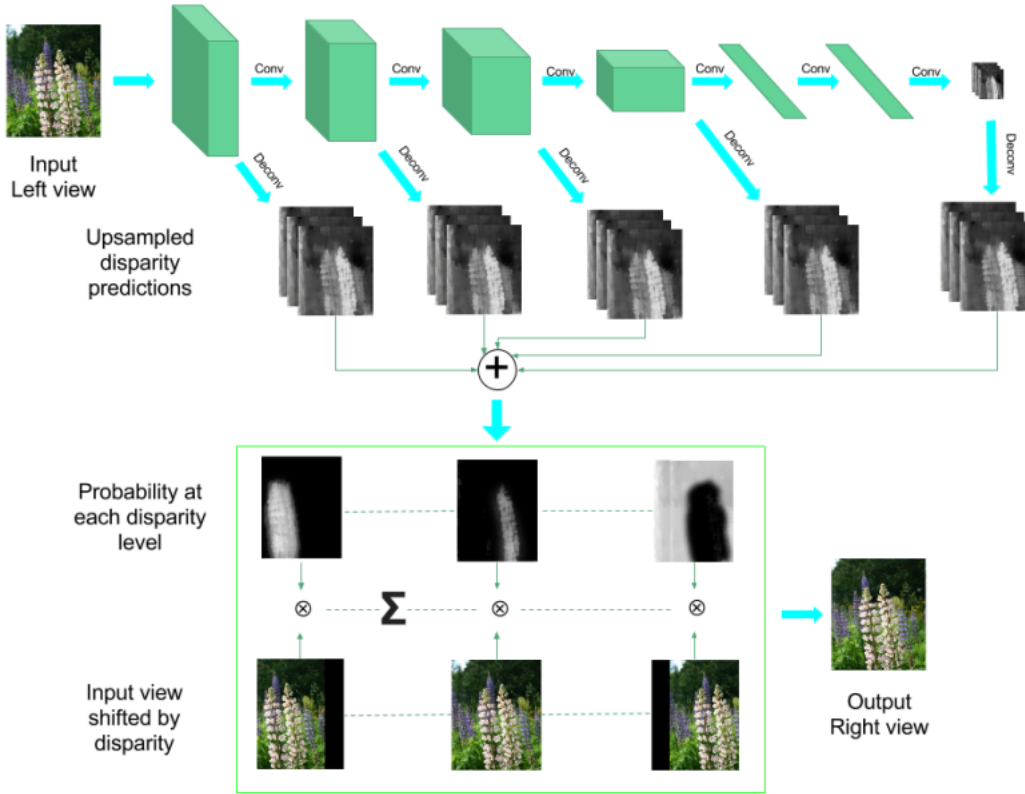 Conv
Conv
Conv
Conv
Conv
Conv
Input
Left view
Deconv
Deconv
Deconv
Deconv
Deconv
Upsampled
disparity
predictions
+
Probability at
each disparity
level
Σ
Input view
shifted by
disparity
Output
Right view